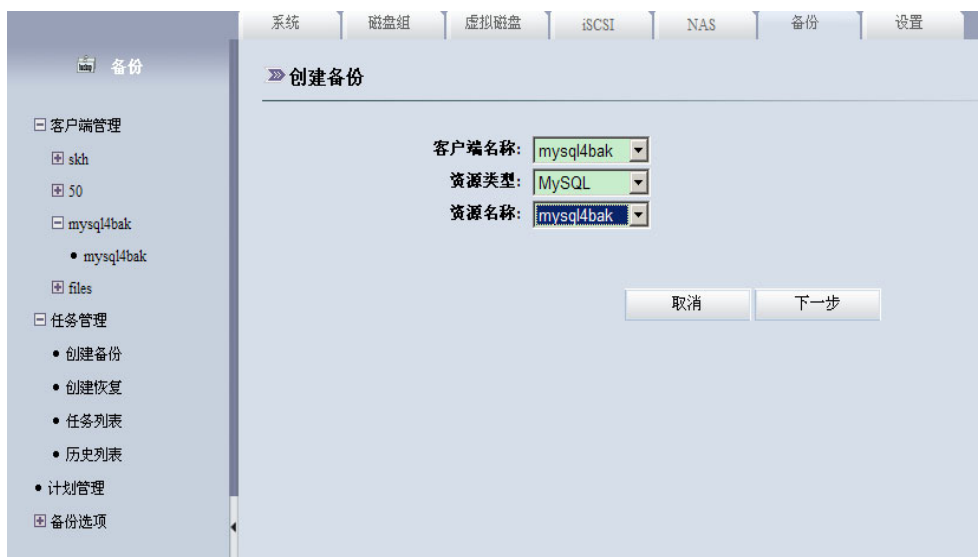 系统 磁盘组 虚拟磁盘 iSCSI NAS 备份 设置
备份
创建备份
客户端管理
skh
50
mysql4bak
mysql4bak
files
任务管理
创建备份
创建恢复
任务列表
历史列表
计划管理
备份选项
客户端名称: mysql4bak
资源类型: MySQL
资源名称: mysql4bak
取消 下一步